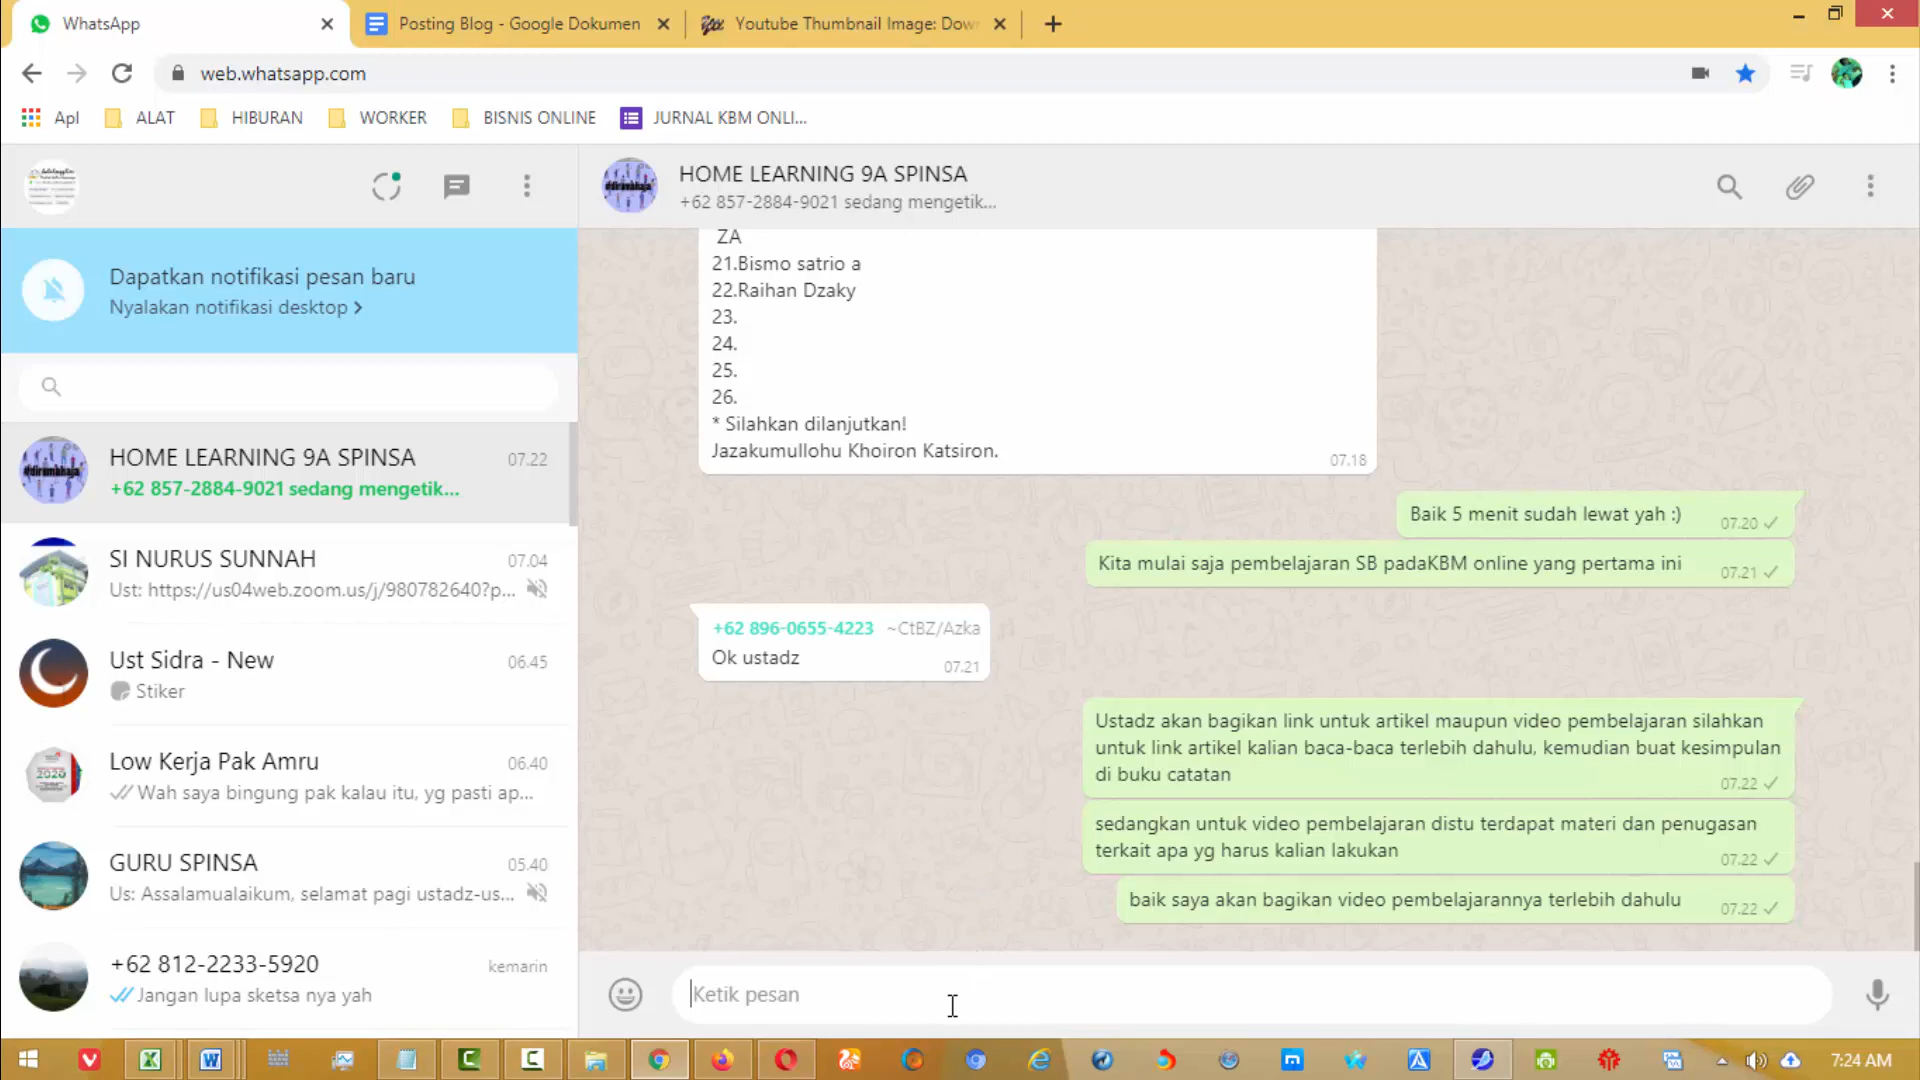 WhatsApp
Posting Blog - Google Dokumen
Youtube Thumbnail Image: Dow
web.whatsapp.com
Apl
ALAT
HIBURAN
WORKER
BISNIS ONLINE
JURNAL KBM ONLI...
HOME LEARNING 9A SPINSA
+62 857-2884-9021 sedang mengetik...
Dapatkan notifikasi pesan baru
Nyalakan notifikasi desktop >
HOME LEARNING 9A SPINSA 07.22
+62 857-2884-9021 sedang mengetik...
SI NURUS SUNNAH 07.04
Ust: https://us04web.zoom.us/j/980782640?p...
Ust Sidra - New 06.45
Stiker
Low Kerja Pak Amru 06.40
Wah saya bingung pak kalau itu, yg pasti ap...
GURU SPINSA 05.40
Us: Assalamualaikum, selamat pagi ustadz-us...
+62 812-2233-5920 kemarin
Jangan lupa sketsa nya yah
ZA
21.Bismo satrio a
22.Raihan Dzaky
23.
24.
25.
26.
* Silahkan dilanjutkan!
Jazakumullohu Khoiron Katsiron.
07.18
Baik 5 menit sudah lewat yah :) 07.20
Kita mulai saja pembelajaran SB padaKBM online yang pertama ini 07.21
+62 896-0655-4223 ~CtBZ/Azka
Ok ustadz 07.21
Ustadz akan bagikan link untuk artikel maupun video pembelajaran silahkan
untuk link artikel kalian baca-baca terlebih dahulu, kemudian buat kesimpulan
di buku catatan 07.22
sedangkan untuk video pembelajaran distu terdapat materi dan penugasan
terkait apa yg harus kalian lakukan 07.22
baik saya akan bagikan video pembelajarannya terlebih dahulu 07.22
Ketik pesan
7:24 AM